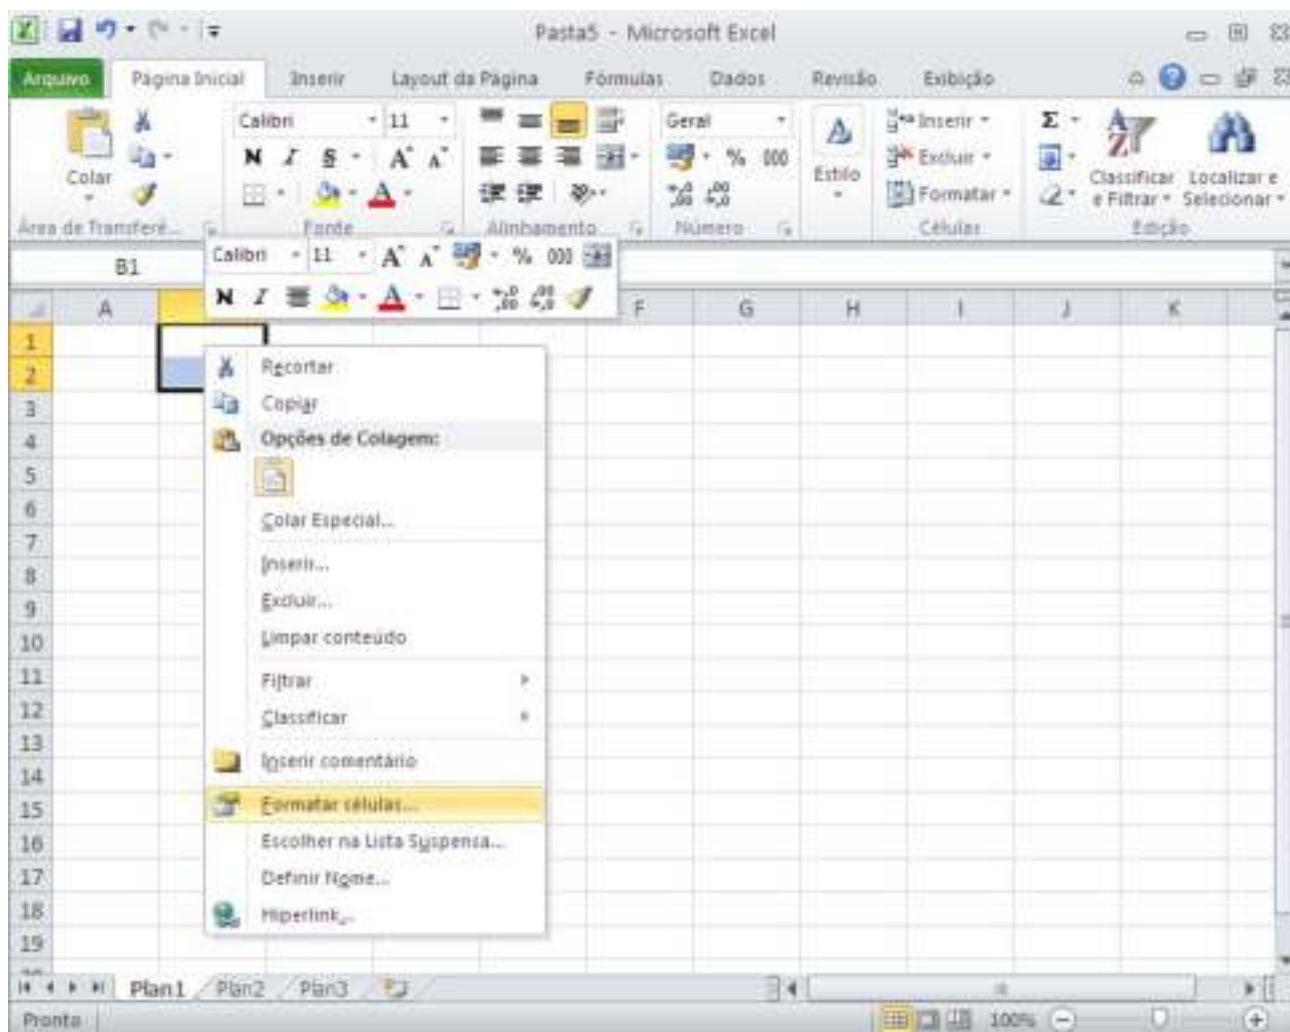 Pasta5 - Microsoft Excel
Arquivo Página Inicial Inserir Layout da Página Fórmulas Dados Revisão Exibição
Calibri 11 Geral Inserir Σ
Colar N I S A A % 000 Estilo Excluir Classificar e Filtrar Localizar e Selecionar
Formatar
Área de Transferê... Fonte Alinhamento Número Células Edição
B1 Calibri 11 A A % 000
N I A
A F G H I J K
1
2
3
4
5
6
7
8
9
10
11
12
13
14
15
16
17
18
19
Recortar
Copiar
Opções de Colagem:
Colar Especial...
Inserir...
Excluir...
Limpar conteúdo
Filtrar
Classificar
Inserir comentário
Formatar células...
Escolher na Lista Suspensa...
Definir Nome...
Hiperlink...
Plan1 Plan2 Plan3
Pronto 100%